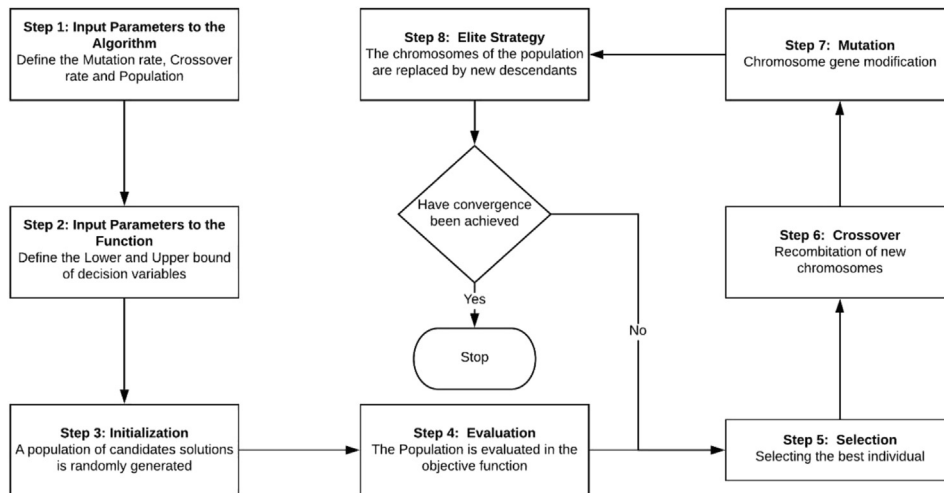 Step 1: Input Parameters to the
Algorithm
Define the Mutation rate, Crossover
rate and Population
Step 2: Input Parameters to the
Function
Define the Lower and Upper bound
of decision variables
Step 3: Initialization
A population of candidates solutions
is randomly generated
Step 4: Evaluation
The Population is evaluated in the
objective function
Step 5: Selection
Selecting the best individual
Step 6: Crossover
Recombitation of new
chromosomes
Step 7: Mutation
Chromosome gene modification
Step 8: Elite Strategy
The chromosomes of the population
are replaced by new descendants
Have convergence
been achieved
Yes
No
Stop